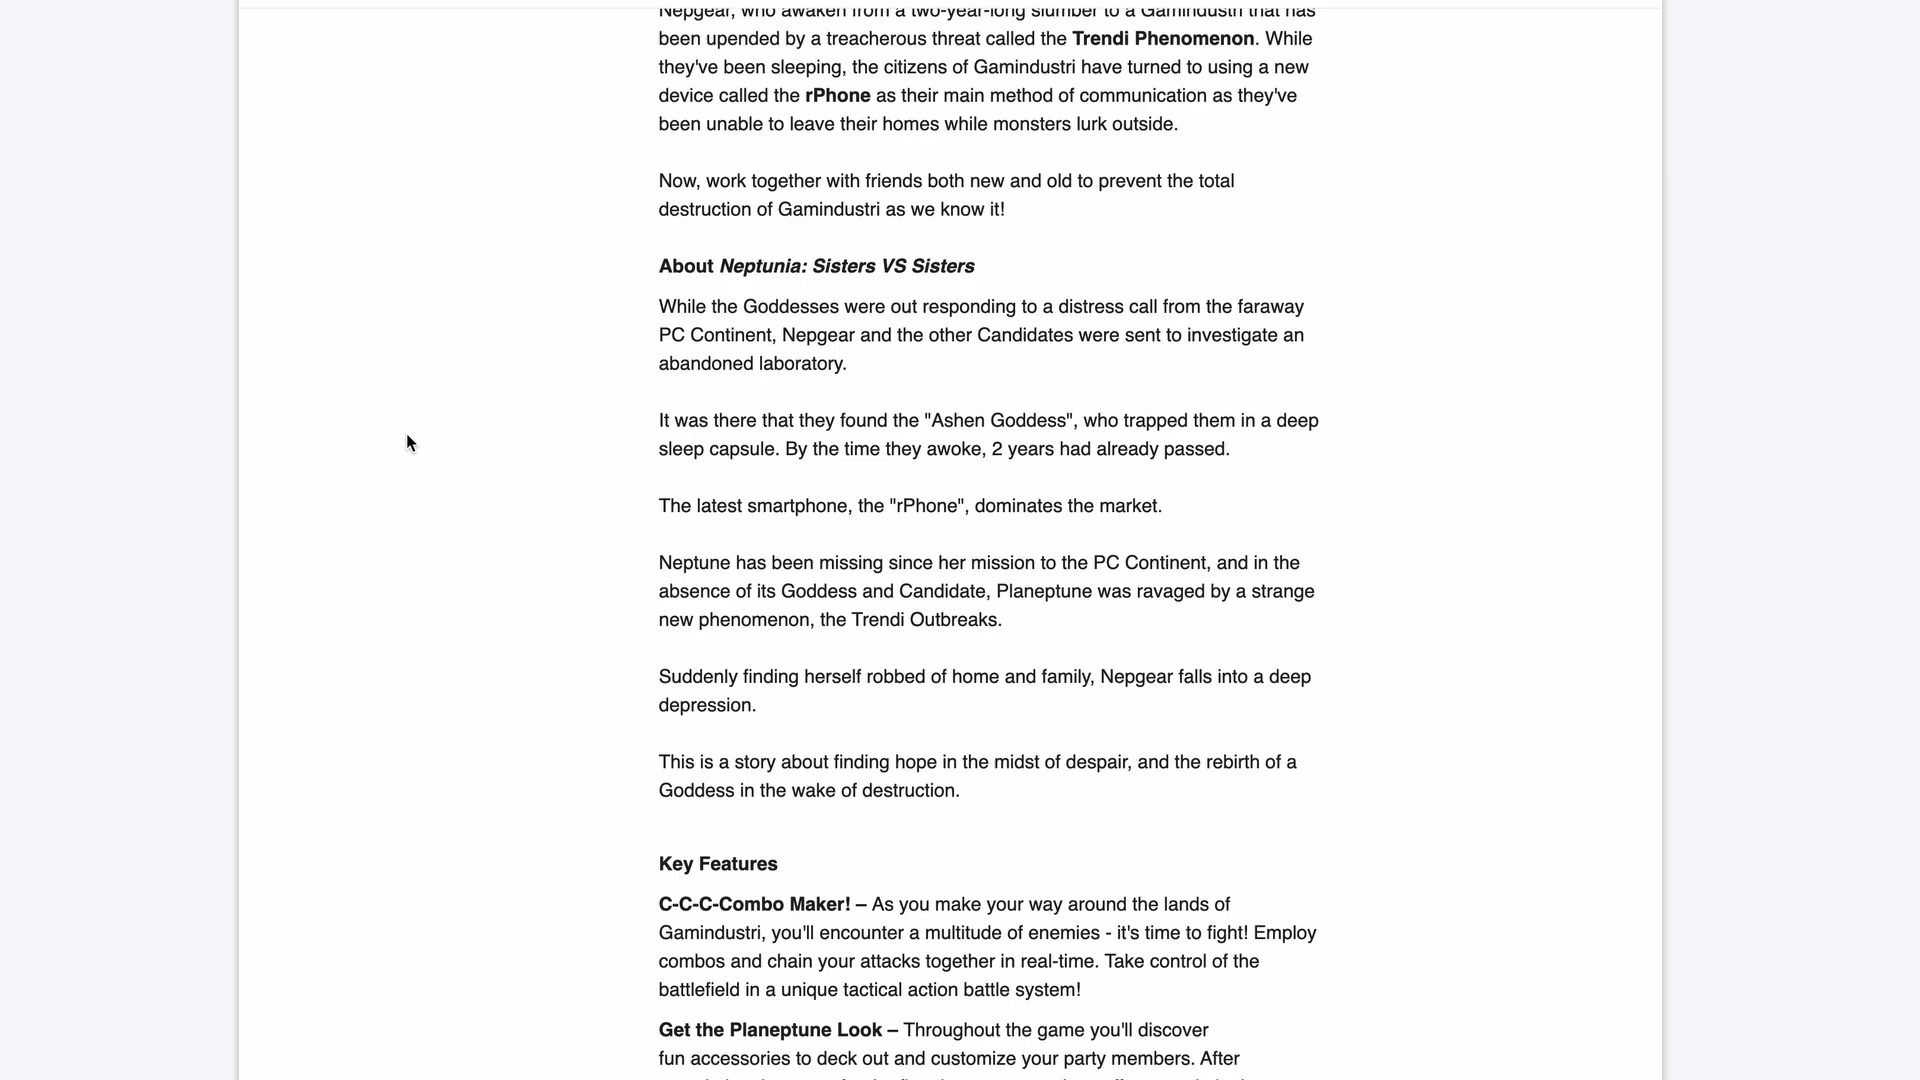 Nepgear, who awaken from a two-year-long slumber to a Gamindustri that has
been upended by a treacherous threat called the Trendi Phenomenon. While
they've been sleeping, the citizens of Gamindustri have turned to using a new
device called the rPhone as their main method of communication as they've
been unable to leave their homes while monsters lurk outside.
Now, work together with friends both new and old to prevent the total
destruction of Gamindustri as we know it!
About Neptunia: Sisters VS Sisters
While the Goddesses were out responding to a distress call from the faraway
PC Continent, Nepgear and the other Candidates were sent to investigate an
abandoned laboratory.
It was there that they found the "Ashen Goddess", who trapped them in a deep
sleep capsule. By the time they awoke, 2 years had already passed.
The latest smartphone, the "rPhone", dominates the market.
Neptune has been missing since her mission to the PC Continent, and in the
absence of its Goddess and Candidate, Planeptune was ravaged by a strange
new phenomenon, the Trendi Outbreaks.
Suddenly finding herself robbed of home and family, Nepgear falls into a deep
depression.
This is a story about finding hope in the midst of despair, and the rebirth of a
Goddess in the wake of destruction.
Key Features
C-C-C-Combo Maker! – As you make your way around the lands of
Gamindustri, you'll encounter a multitude of enemies - it's time to fight! Employ
combos and chain your attacks together in real-time. Take control of the
battlefield in a unique tactical action battle system!
Get the Planeptune Look – Throughout the game you'll discover
fun accessories to deck out and customize your party members. After